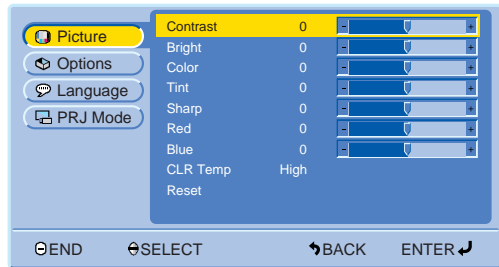 Picture
Options
Language
PRJ Mode
Contrast 0 - +
Bright 0 - +
Color 0 - +
Tint 0 - +
Sharp 0 - +
Red 0 - +
Blue 0 - +
CLR Temp High
Reset
END SELECT BACK ENTER